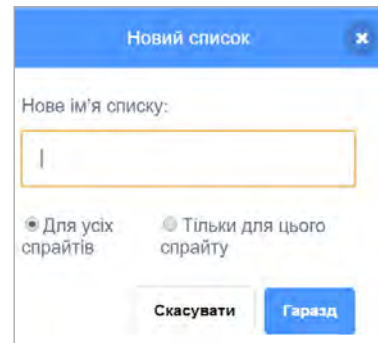 Новий список
Нове ім'я списку:
Для усіх спрайтів
Тільки для цього спрайту
Скасувати Гаразд